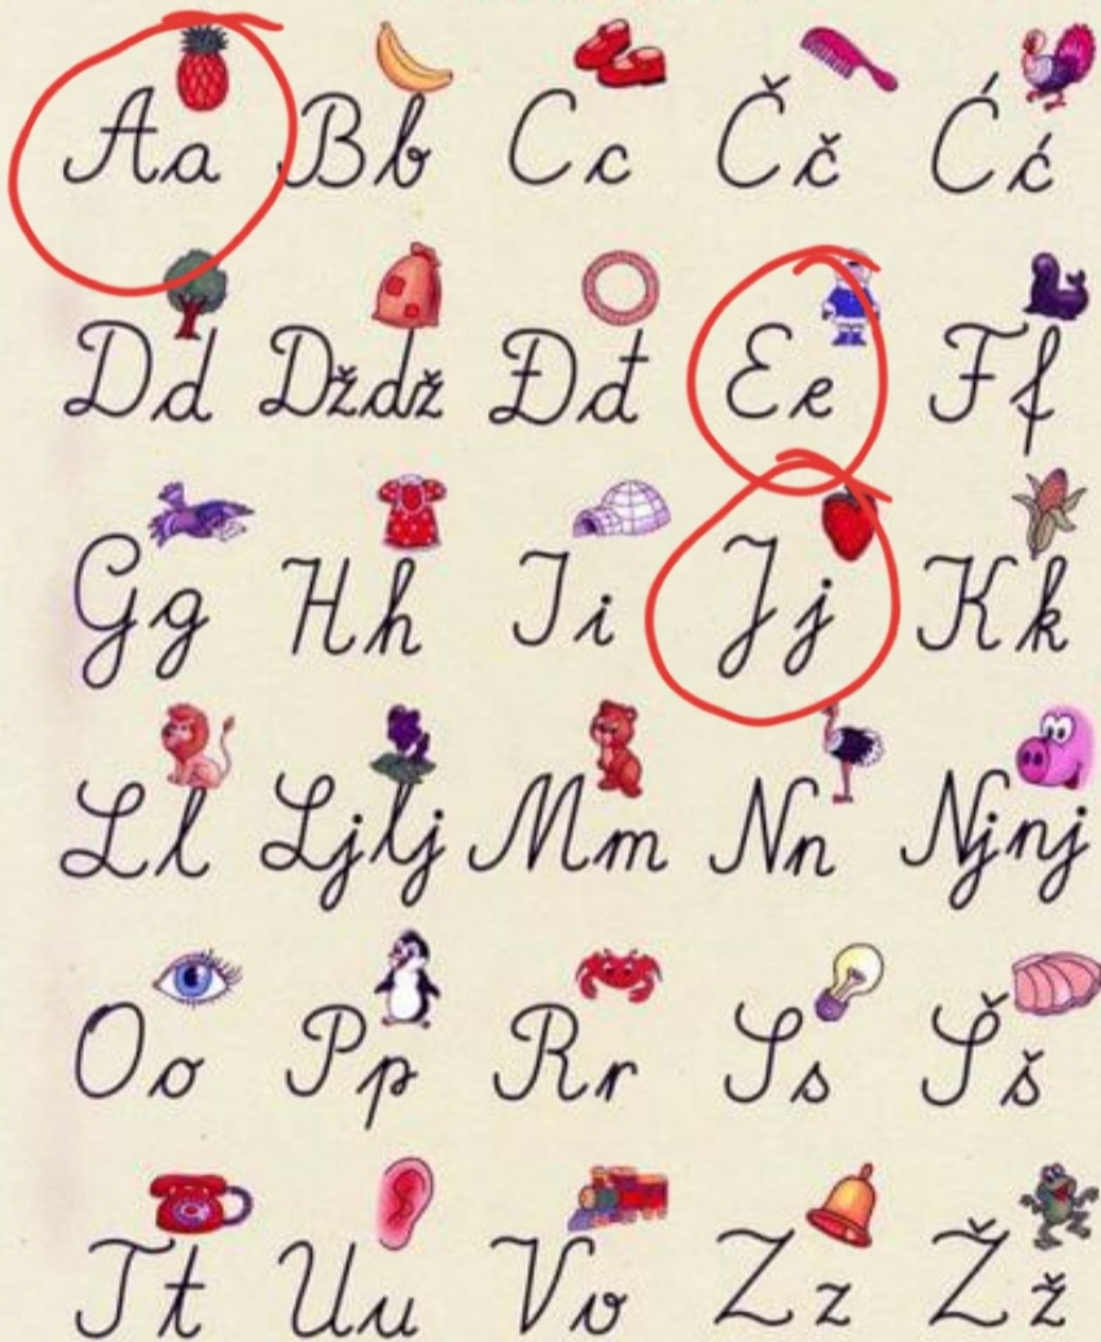 Aa Bb Cc Čč Ćć
Dd Dždž Đđ Ee Ff
Gg Hh Ii Jj Kk
Ll Ljlj Mm Nn Njnj
Oo Pp Rr Ss Šš
Tt Uu Vv Zz Žž